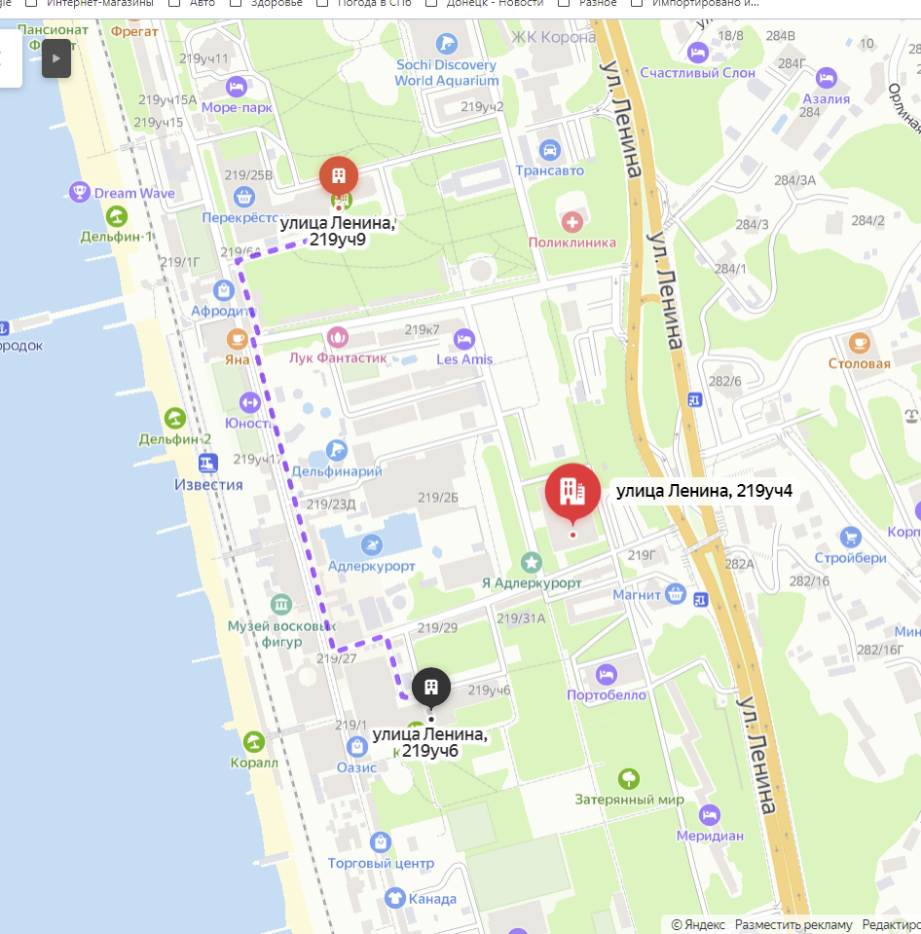 Интернет-магазины
Авто
Здоровье
Погода в СПб
Донецк - Новости
Разное
Импортировано и...
Пансионат
Фрегат
ЖК Корона
18/8
284В
10
219уч11
Sochi Discovery
World Aquarium
Счастливый Слон
284Г
Азалия
284
Море-парк
219уч15А
219уч15
219уч2
ул. Ленина
Трансавто
219/25В
284/3А
Dream Wave
Перекрёстс
улица Ленина,
219уч9
Дельфин-1
Поликлиника
284/3
284/2
219/6А
219/1Г
284/1
ул. Ленина
Афродит
родок
219к7
Яна
Лук Фантастик
Les Amis
Столовая
282/6
Юность
Дельфин-2
219уч17
Дельфинарий
Известия
219/23Д
219/2Б
улица Ленина, 219уч4
Адлеркурорт
219Г
282А
Стройбери
Корп
Я Адлеркурорт
282/16
Магнит
Музей восковых
фигур
219/29
219/31А
Мин
219/27
282/16Г
219уч6
Портобелло
219/1
улица Ленина,
219уч6
Оазис
Коралл
ул. Ленина
Затерянный мир
Меридиан
Торговый центр
Канада
© Яндекс Разместить рекламу Редактиро